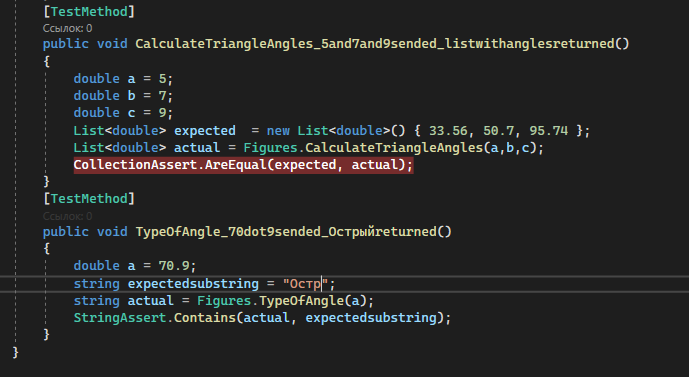 [TestMethod]
Ссылок: 0
public void CalculateTriangleAngles_5and7and9sended_listwithanglesreturned()
{
double a = 5;
double b = 7;
double c = 9;
List<double> expected  = new List<double>() { 33.56, 50.7, 95.74 };
List<double> actual = Figures.CalculateTriangleAngles(a,b,c);
CollectionAssert.AreEqual(expected, actual);
}
[TestMethod]
Ссылок: 0
public void TypeOfAngle_70dot9sended_Острыйreturned()
{
double a = 70.9;
string expectedsubstring = "Остр";
string actual = Figures.TypeOfAngle(a);
StringAssert.Contains(actual, expectedsubstring);
}
}